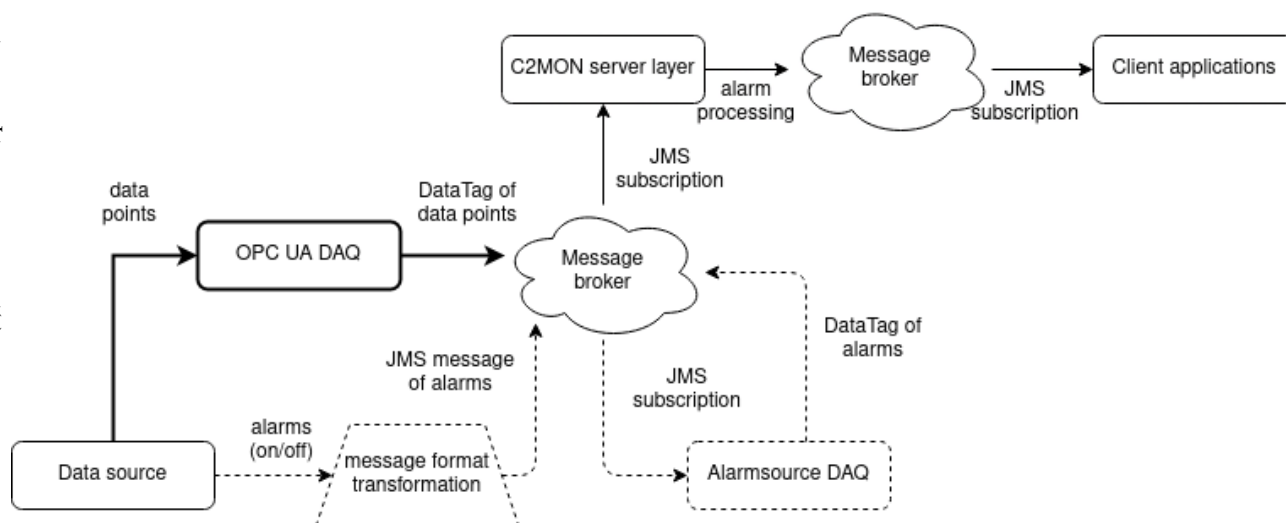 C2MON server layer
alarm
processing
Message
broker
JMS
subscription
Client applications
JMS
subscription
data
points
DataTag of
data points
OPC UA DAQ
Message
broker
DataTag of
alarms
JMS message
of alarms
JMS
subscription
alarms
(on/off)
Data source
message format
transformation
Alarmsource DAQ